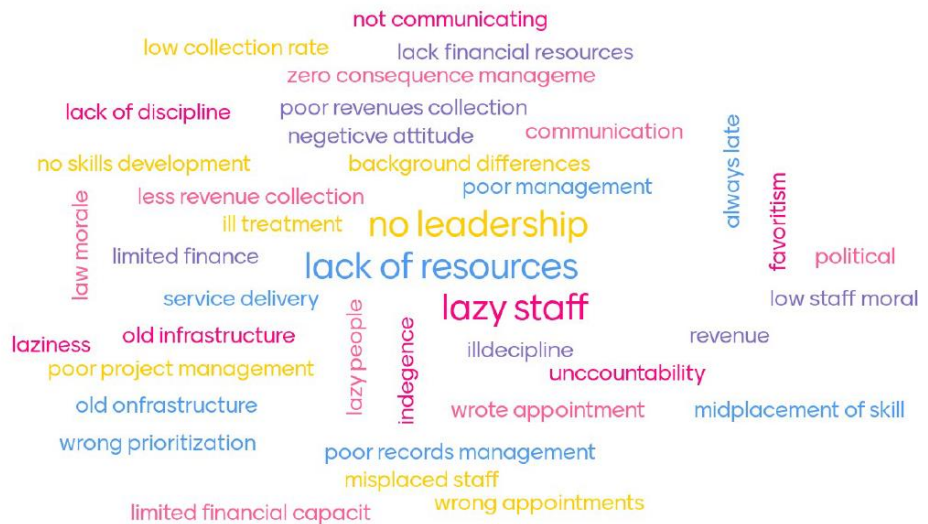 not communicating
low collection rate
lack financial resources
zero consequence manageme
lack of discipline
poor revenues collection
negeticve attitude
communication
always late
no skills development
background differences
poor management
favoritism
law morale
less revenue collection
ill treatment
no leadership
limited finance
lack of resources
political
service delivery
lazy staff
low staff moral
laziness
old infrastructure
lazy people
indegence
illdecipline
revenue
poor project management
unccountability
old onfrastructure
wrote appointment
midplacement of skill
wrong prioritization
poor records management
misplaced staff
wrong appointments
limited financial capacit